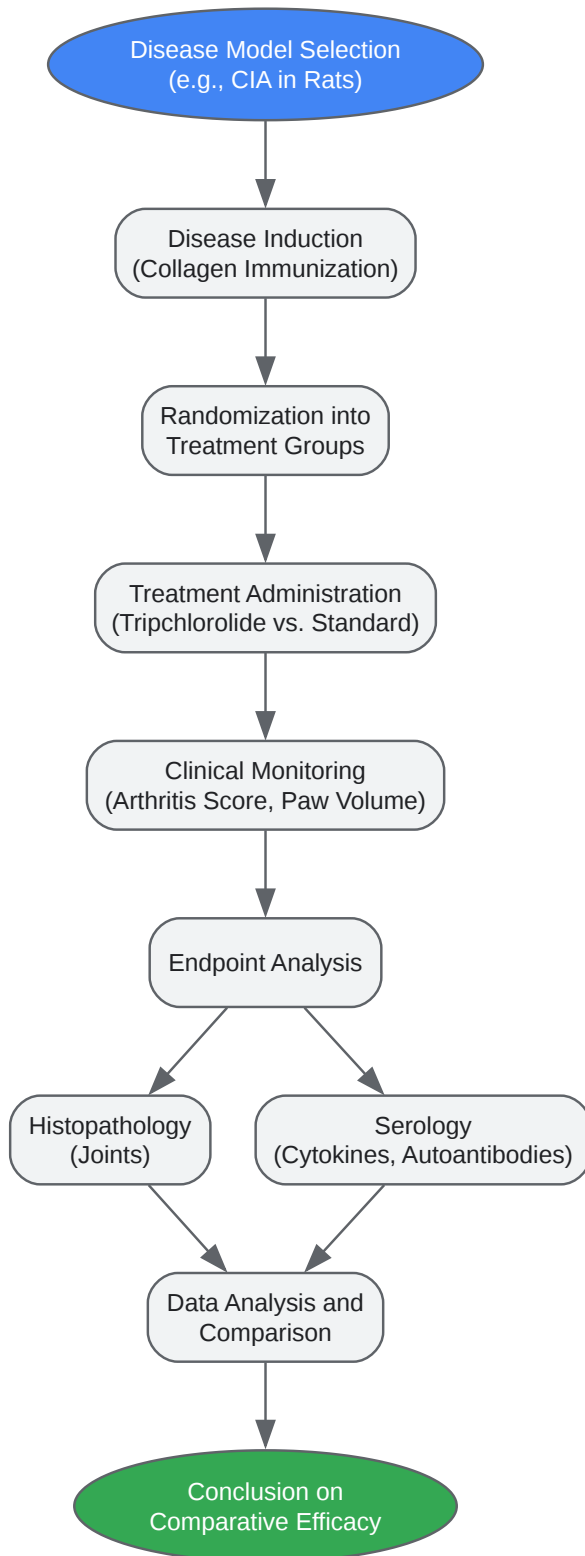 Disease Model Selection
(e.g., CIA in Rats)
Disease Induction
(Collagen Immunization)
Randomization into
Treatment Groups
Treatment Administration
(Tripchlorolide vs. Standard)
Clinical Monitoring
(Arthritis Score, Paw Volume)
Endpoint Analysis
Histopathology
(Joints)
Serology
(Cytokines, Autoantibodies)
Data Analysis and
Comparison
Conclusion on
Comparative Efficacy